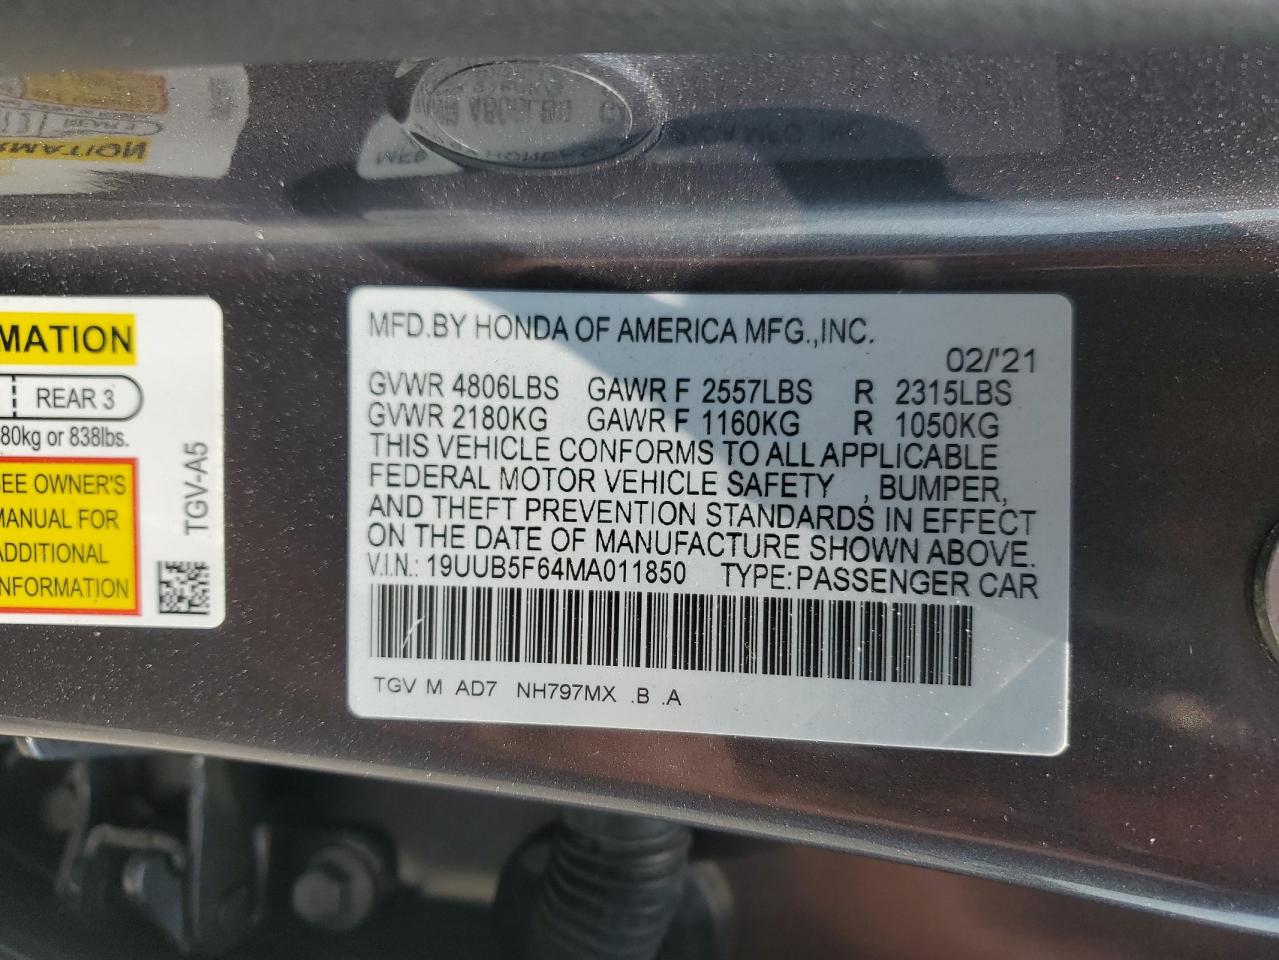 MATION
REAR 3
80kg or 838lbs.
EE OWNER'S
MANUAL FOR
ADDITIONAL
NFORMATION
TGV-A5
MFD.BY HONDA OF AMERICA MFG.,INC.
02/'21
GVWR 4806LBS GAWR F 2557LBS R 2315LBS
GVWR 2180KG GAWR F 1160KG R 1050KG
THIS VEHICLE CONFORMS TO ALL APPLICABLE
FEDERAL MOTOR VEHICLE SAFETY , BUMPER,
AND THEFT PREVENTION STANDARDS IN EFFECT
ON THE DATE OF MANUFACTURE SHOWN ABOVE.
V.I.N.: 19UUB5F64MA011850 TYPE:PASSENGER CAR
TGV M AD7 NH797MX .B .A